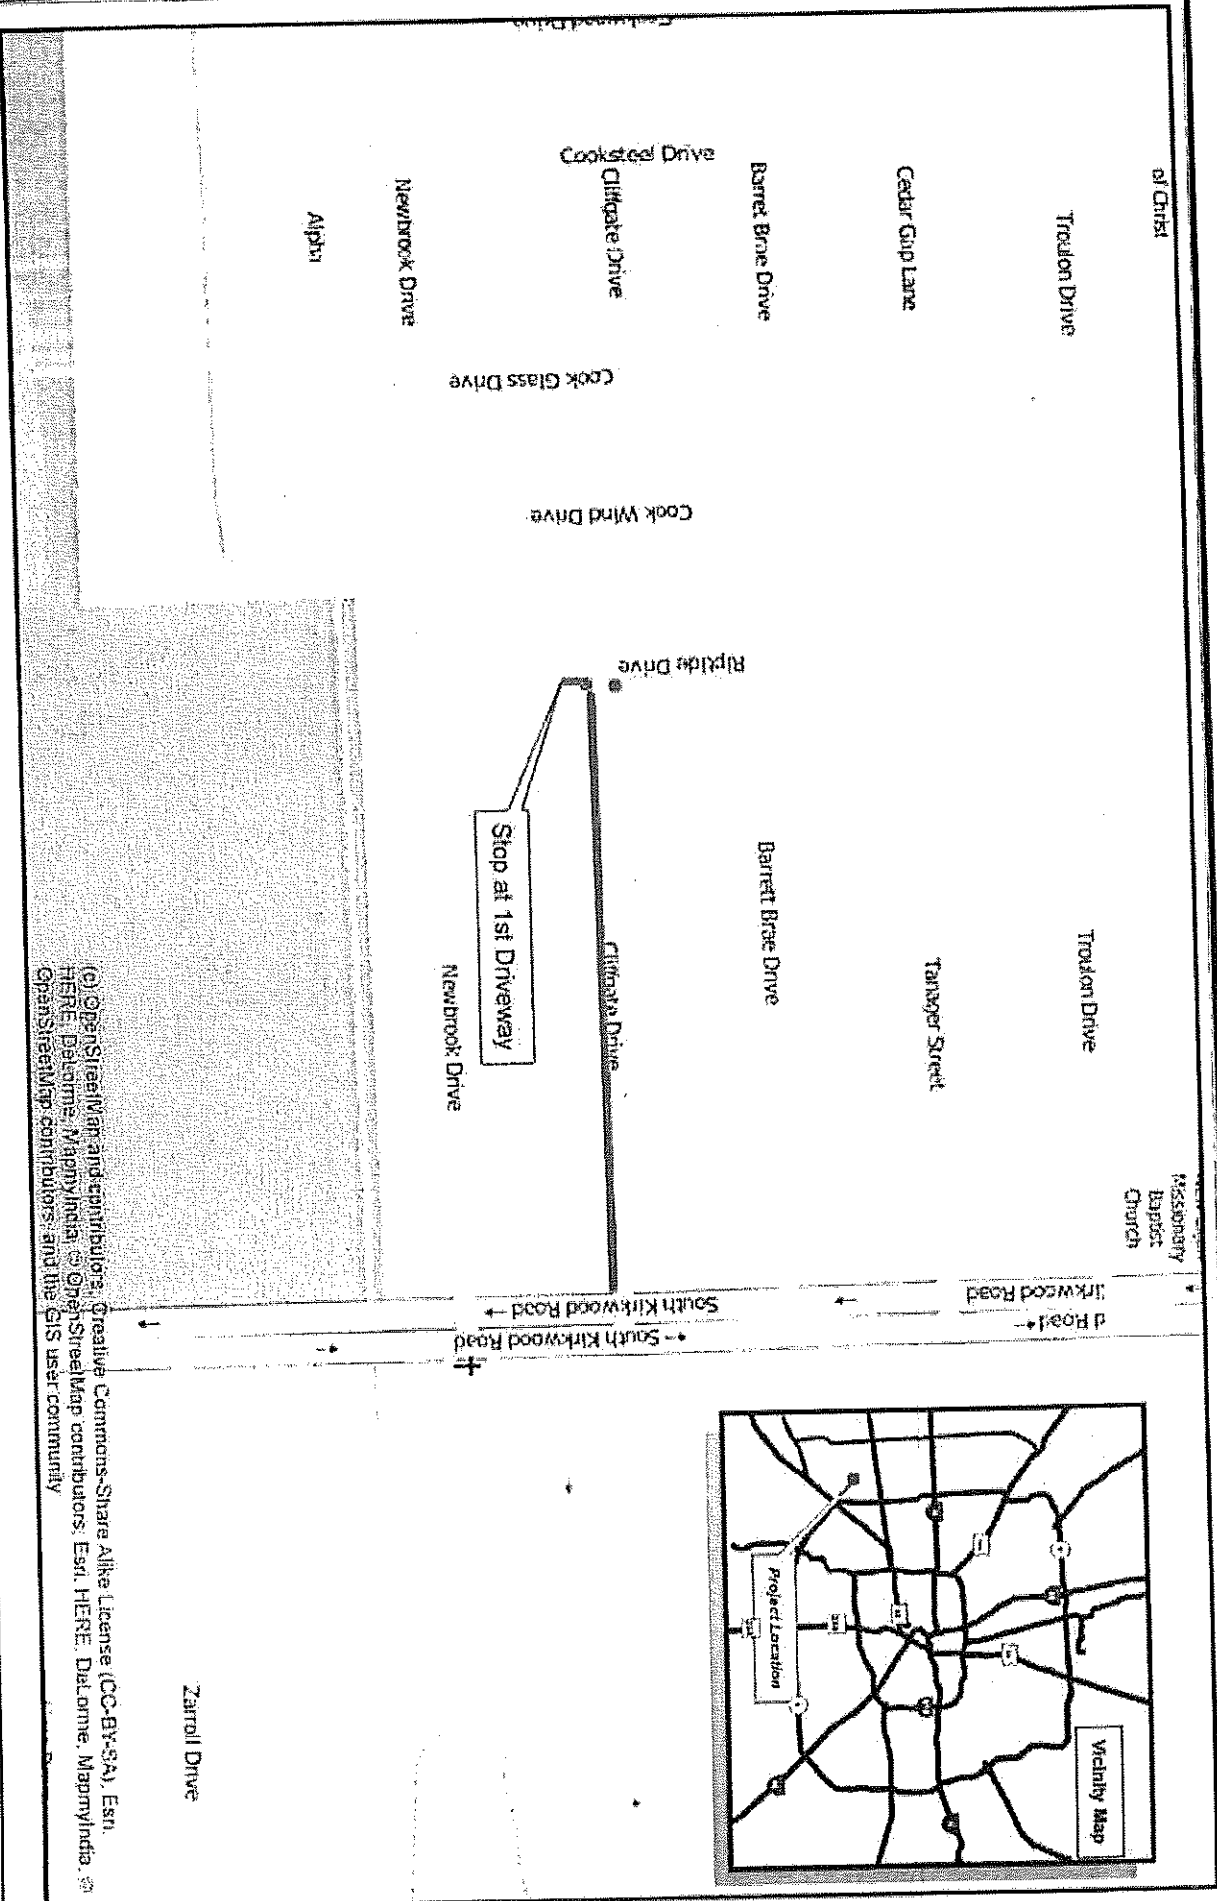 of Christ
Troulon Drive
Cedar Gap Lane
Barret Brae Drive
Cooksteel Drive
Cliffgate Drive
Newbrook Drive
Alpha
Cook Glass Drive
Cook Wind Drive
Riptide Drive
Troulon Drive
Tanager Street
Barrett Brae Drive
Cliffgate Drive
Stop at 1st Driveway
Newbrook Drive
Missionary
Baptist
Church
Kirkwood Road
d Road
South Kirkwood Road
South Kirkwood Road
Vicinity Map
Project Location
Zarroll Drive
(c) OpenStreetMap and contributors, Creative Commons-Share Alike License (CC-BY-SA), Esri,
HERE, DeLorme, MapmyIndia, © OpenStreetMap contributors, Esri, HERE, DeLorme, MapmyIndia, ©
OpenStreetMap contributors, and the GIS user community